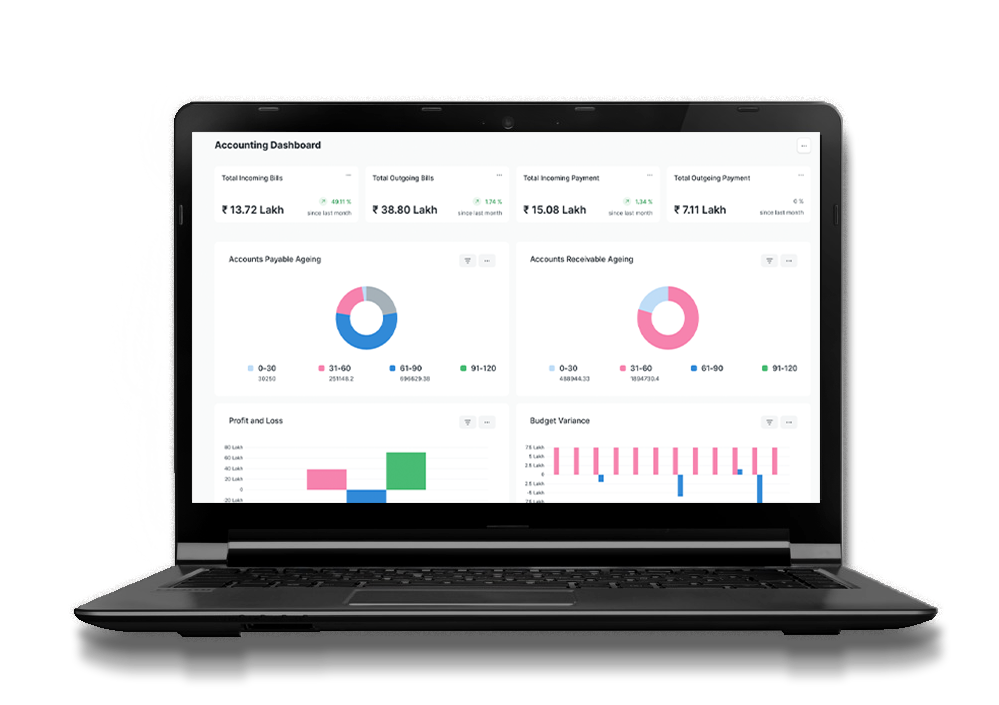 Accounting Dashboard
Total Incoming Bills
₹ 13.72 Lakh
49.11 %
since last month
Total Outgoing Bills
₹ 38.80 Lakh
1.74 %
since last month
Total Incoming Payment
₹ 15.08 Lakh
1.34 %
since last month
Total Outgoing Payment
₹ 7.11 Lakh
0 %
since last month
Accounts Payable Ageing
0-30
30250
31-60
251148.2
61-90
696629.38
91-120
Accounts Receivable Ageing
0-30
488944.33
31-60
1894730.4
61-90
91-120
Profit and Loss
80 Lakh
60 Lakh
40 Lakh
20 Lakh
0
-20 Lakh
Budget Variance
7.5 Lakh
5 Lakh
2.5 Lakh
0
-2.5 Lakh
-5 Lakh